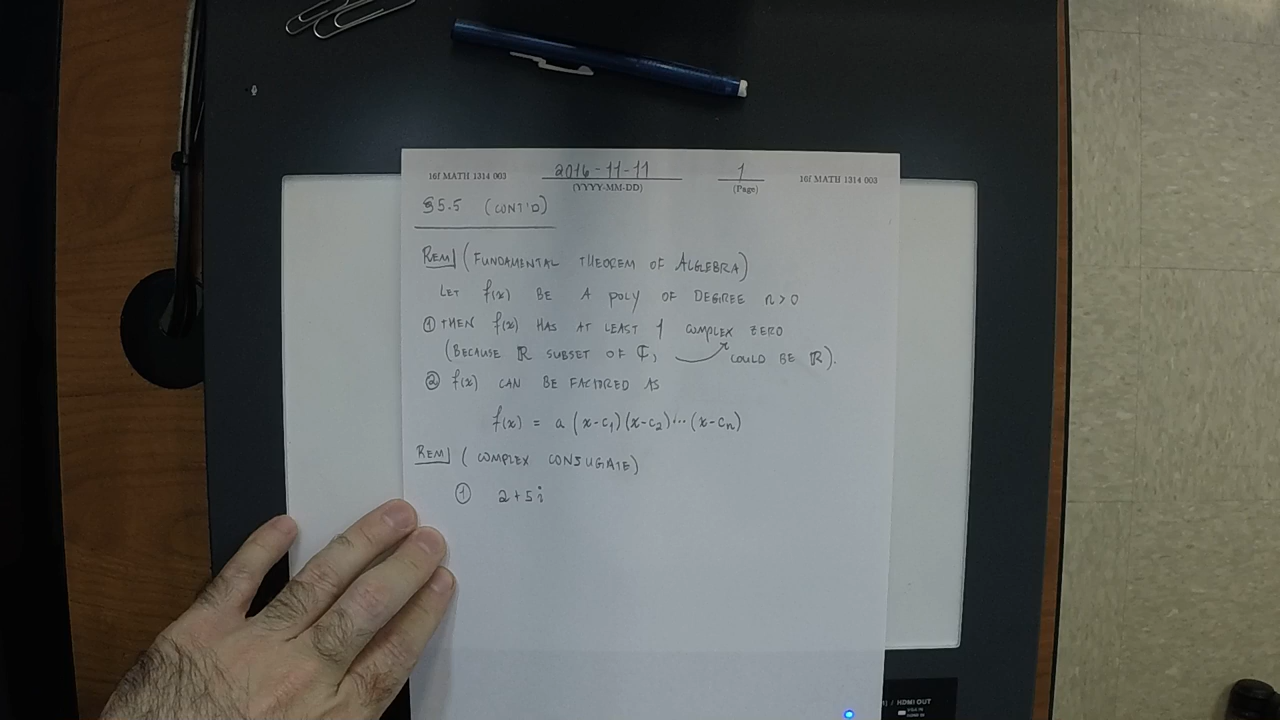 16f MATH 1314 003 2016-11-11 1 16f MATH 1314 003
(YYYY-MM-DD) (Page)
§5.5 (CONT'D)
REM] (FUNDAMENTAL THEOREM OF ALGEBRA)
LET f(x) BE A POLY OF DEGREE n>0
① THEN f(x) HAS AT LEAST 1 COMPLEX ZERO
(BECAUSE ℝ SUBSET OF ℂ, COULD BE ℝ).
② f(x) CAN BE FACTORED AS
f(x) = a (x-c₁)(x-c₂)⋯(x-cₙ)
REM] (COMPLEX CONJUGATE)
① 2+5i
/ HDMI OUT